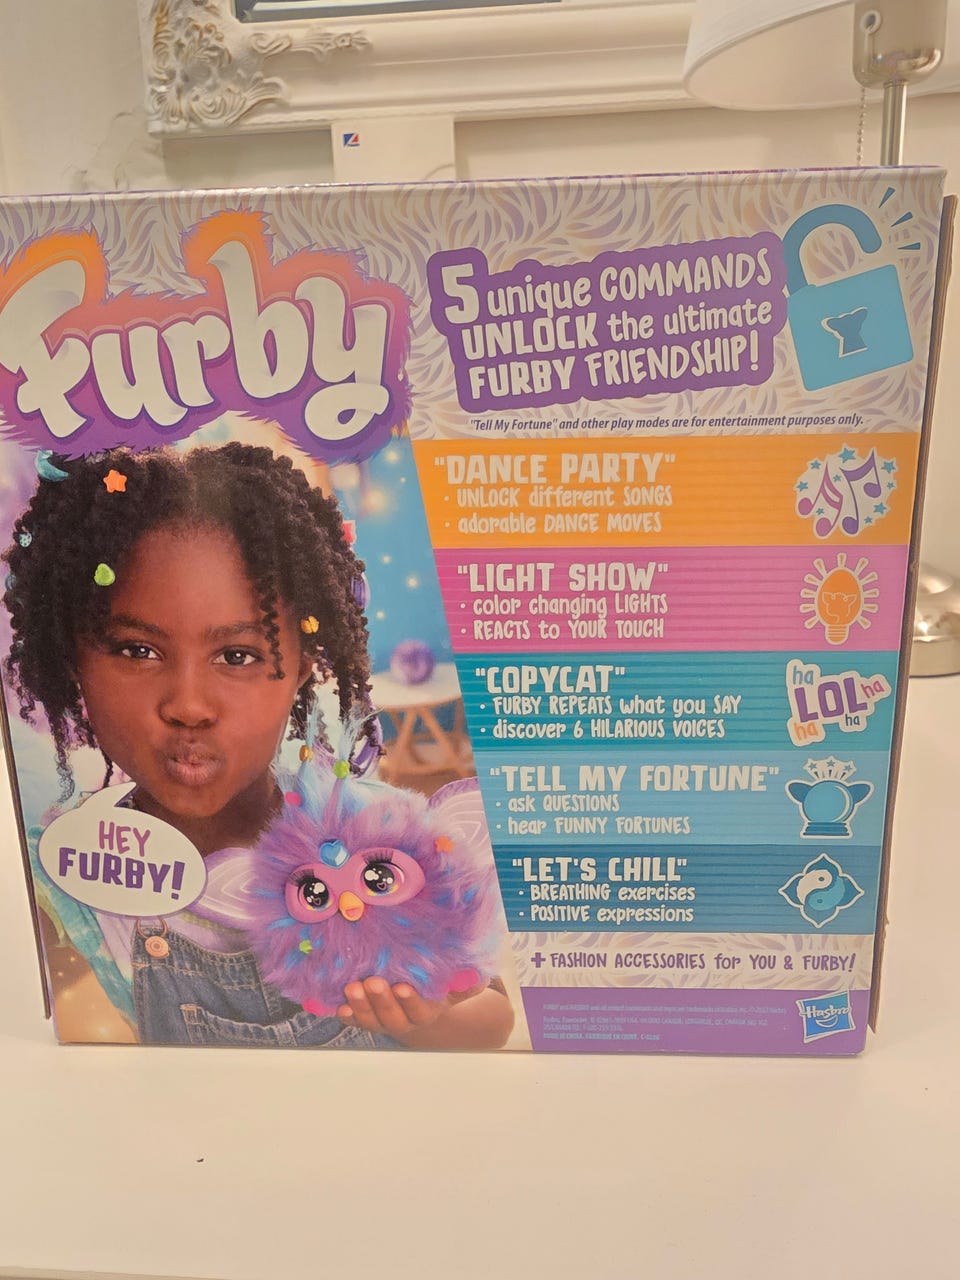 Furby
5 unique COMMANDS
UNLOCK the ultimate
FURBY FRIENDSHIP!
"Tell My Fortune" and other play modes are for entertainment purposes only.
"DANCE PARTY"
· UNLOCK different SONGS
· adorable DANCE MOVES
"LIGHT SHOW"
· color changing LIGHTS
· REACTS to YOUR TOUCH
"COPYCAT"
· FURBY REPEATS what you SAY
· discover 6 HILARIOUS VOICES
ha
LOL
ha
ha
ha
"TELL MY FORTUNE"
· ask QUESTIONS
· hear FUNNY FORTUNES
HEY
FURBY!
"LET'S CHILL"
· BREATHING exercises
· POSITIVE expressions
+ FASHION ACCESSORIES for YOU & FURBY!
Hasbro
MADE IN CHINA.